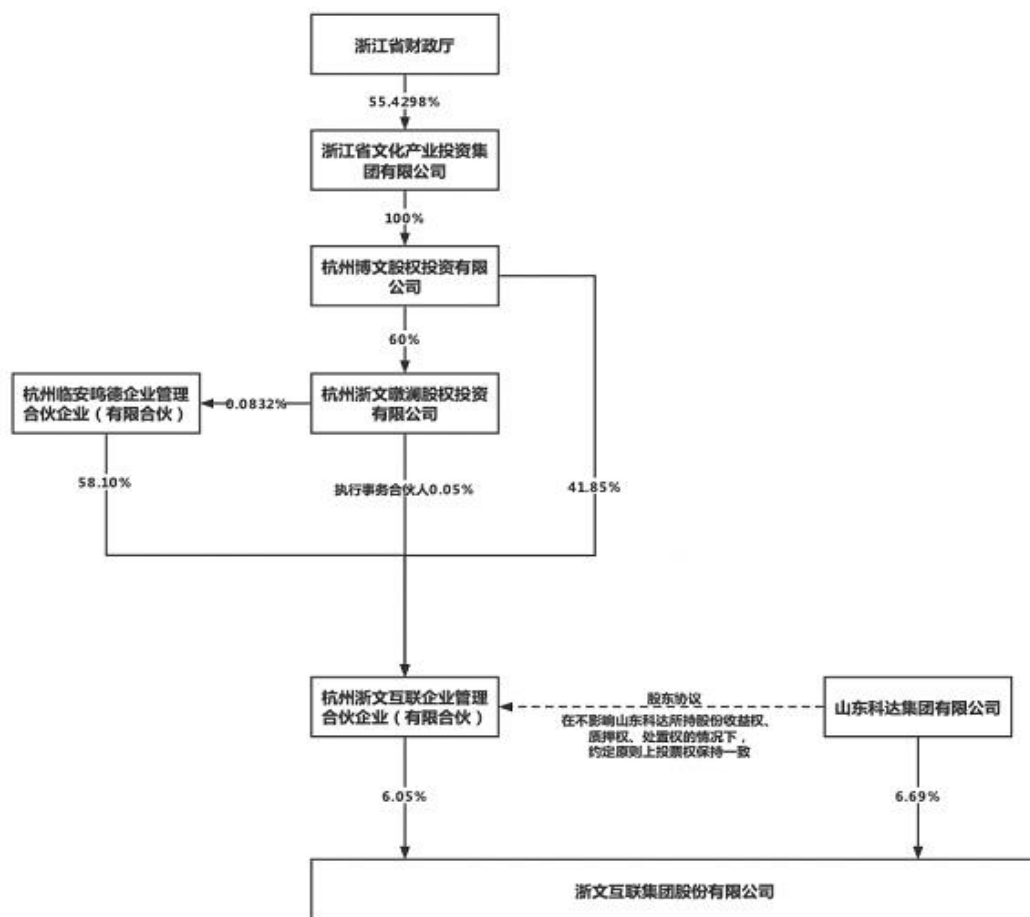 浙江省财政厅
55.4298%
浙江省文化产业投资集
团有限公司
100%
杭州博文股权投资有限
公司
60%
杭州临安鸣德企业管理
合伙企业（有限合伙）
0.0832%
杭州浙文暾澜股权投资
有限公司
58.10%
执行事务合伙人0.05%
41.85%
杭州浙文互联企业管理
合伙企业（有限合伙）
股东协议
在不影响山东科达所持股份收益权、
质押权、处置权的情况下，
约定原则上投票权保持一致
山东科达集团有限公司
6.05%
6.69%
浙文互联集团股份有限公司